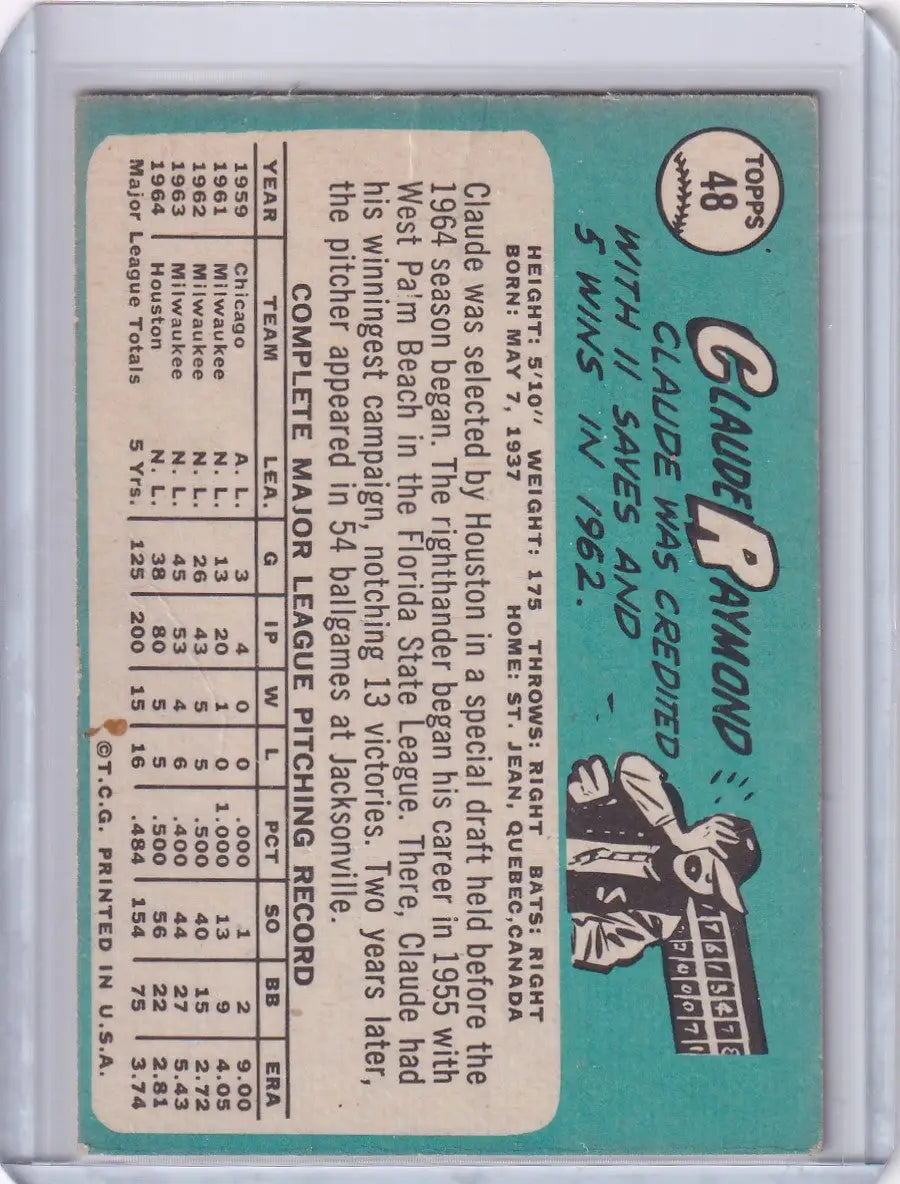 TOPPS
48
CLAUDE RAYMOND
CLAUDE WAS CREDITED
WITH 11 SAVES AND
5 WINS IN 1962.
HEIGHT: 5'10" WEIGHT: 175 THROWS: RIGHT BATS: RIGHT
BORN: MAY 7, 1937 HOME: ST. JEAN, QUEBEC, CANADA
Claude was selected by Houston in a special draft held before the
1964 season began. The righthander began his career in 1955 with
West Palm Beach in the Florida State League. There, Claude had
his winningest campaign, notching 13 victories. Two years later,
the pitcher appeared in 54 ballgames at Jacksonville.
COMPLETE MAJOR LEAGUE PITCHING RECORD
YEAR TEAM LEA. G IP W L PCT SO BB ERA
1959 Chicago A. L. 3 4 0 0 .000 1 2 9.00
1961 Milwaukee N. L. 13 20 1 0 1.000 13 9 4.05
1962 Milwaukee N. L. 26 43 5 5 .500 40 15 2.72
1963 Milwaukee N. L. 45 53 4 6 .400 44 27 5.43
1964 Houston N. L. 38 80 5 5 .500 56 22 2.81
Major League Totals 5 Yrs. 125 200 15 16 .484 154 75 3.74
©T.C.G. PRINTED IN U.S.A.